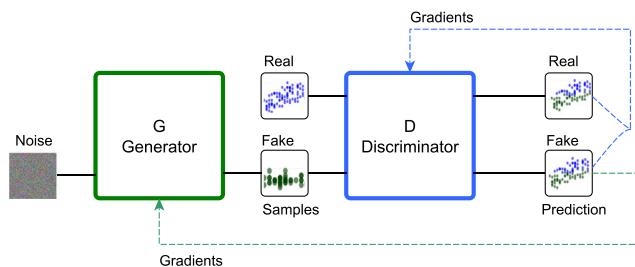 Gradients
Real
Real
G
Generator
D
Discriminator
Noise
Fake
Fake
Samples
Prediction
Gradients